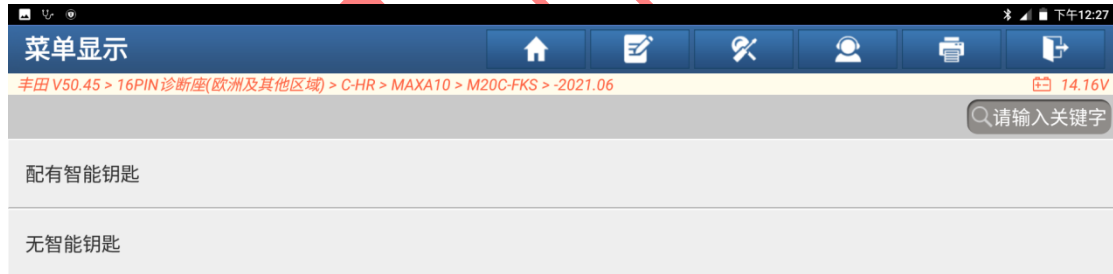 下午12:27
菜单显示
丰田 V50.45 > 16PIN诊断座(欧洲及其他区域) > C-HR > MAXA10 > M20C-FKS > -2021.06
14.16V
请输入关键字
配有智能钥匙
无智能钥匙